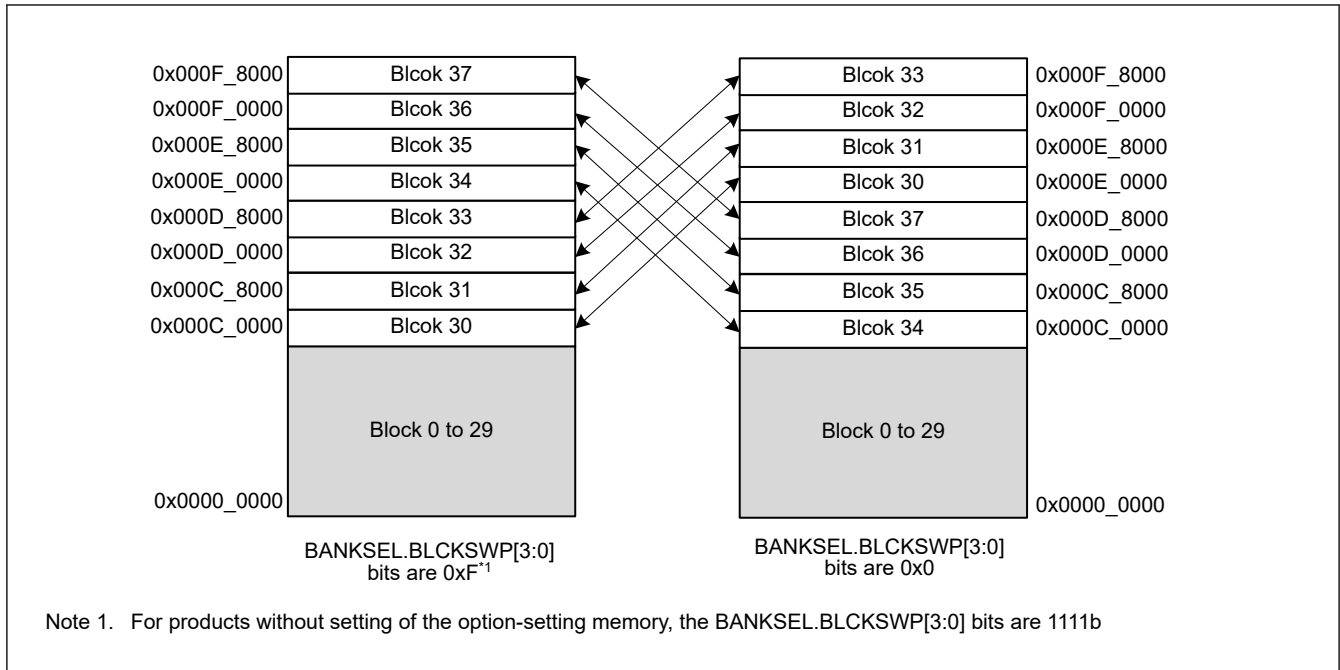 0x000F_8000 Blcok 37 Blcok 33 0x000F_8000
0x000F_0000 Blcok 36 Blcok 32 0x000F_0000
0x000E_8000 Blcok 35 Blcok 31 0x000E_8000
0x000E_0000 Blcok 34 Blcok 30 0x000E_0000
0x000D_8000 Blcok 33 Blcok 37 0x000D_8000
0x000D_0000 Blcok 32 Blcok 36 0x000D_0000
0x000C_8000 Blcok 31 Blcok 35 0x000C_8000
0x000C_0000 Blcok 30 Blcok 34 0x000C_0000
Block 0 to 29 Block 0 to 29
0x0000_0000 0x0000_0000
BANKSEL.BLCKSWP[3:0] BANKSEL.BLCKSWP[3:0]
bits are 0xF*1 bits are 0x0
Note 1. For products without setting of the option-setting memory, the BANKSEL.BLCKSWP[3:0] bits are 1111b